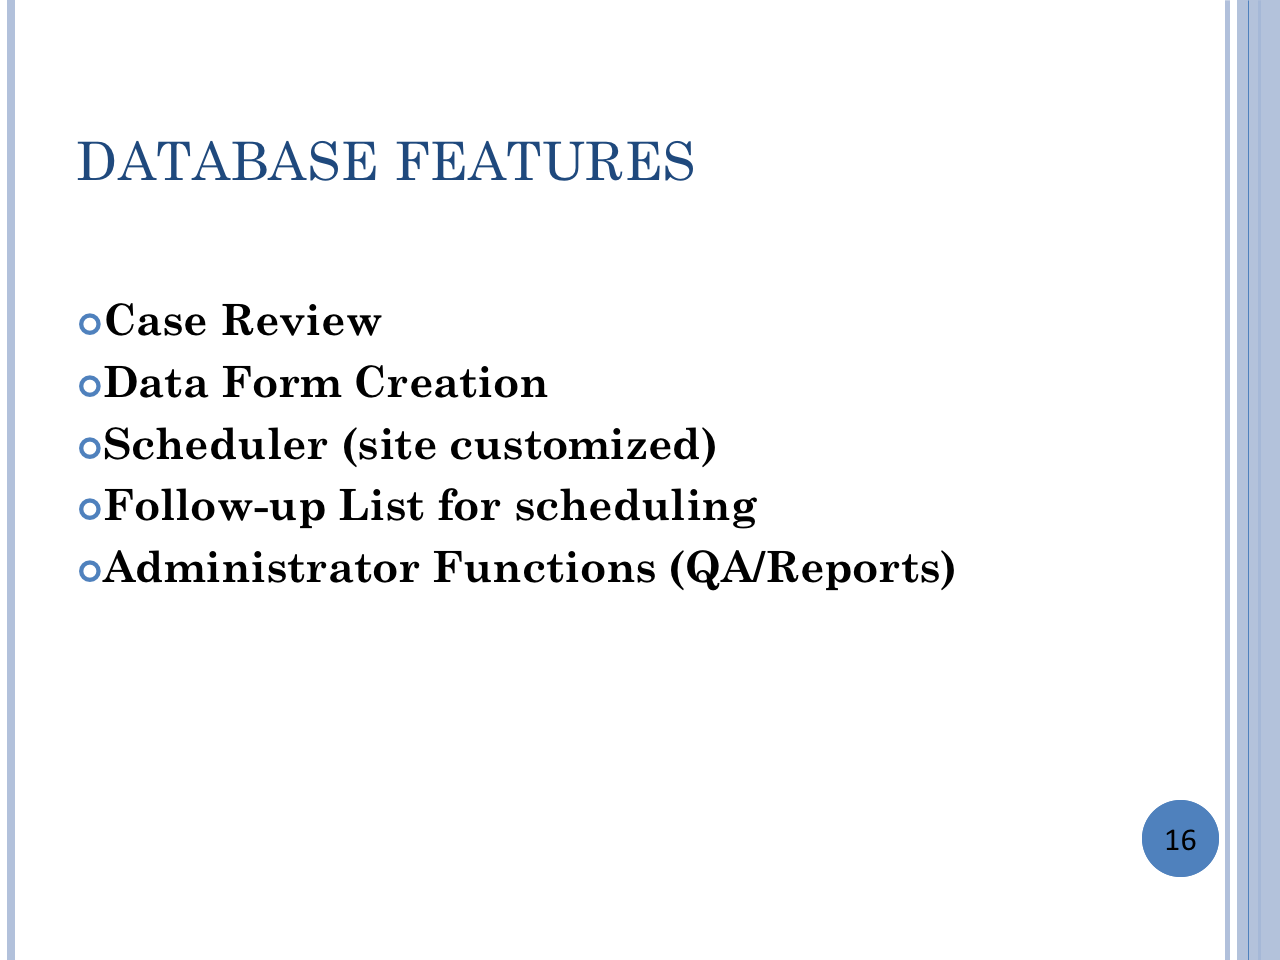 DATABASE FEATURES
Case Review
Data Form Creation
Scheduler (site customized)
Follow-up List for scheduling
Administrator Functions (QA/Reports)
16